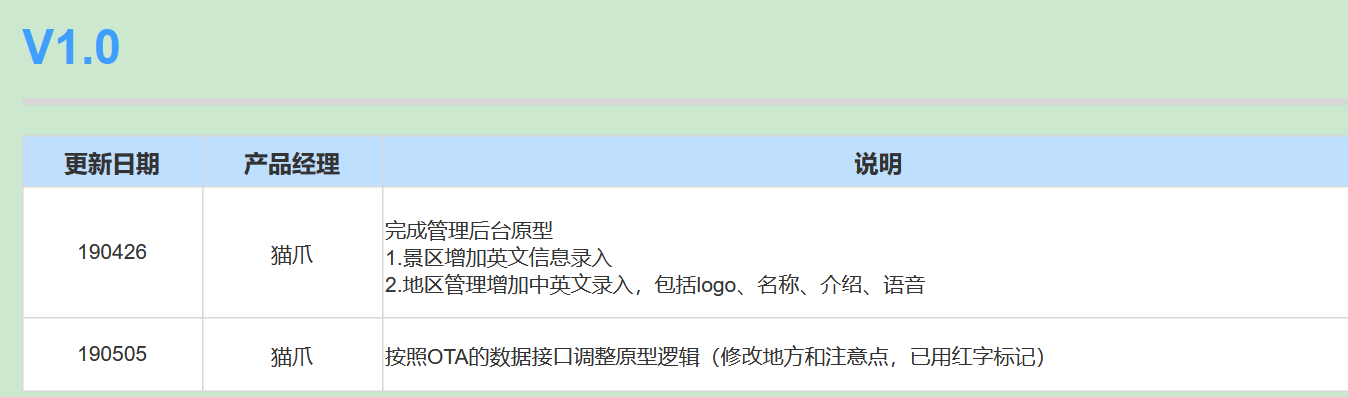 V1.0
更新日期 产品经理 说明
190426 猫爪 完成管理后台原型
1.景区增加英文信息录入
2.地区管理增加中英文录入，包括logo、名称、介绍、语音
190505 猫爪 按照OTA的数据接口调整原型逻辑（修改地方和注意点，已用红字标记）